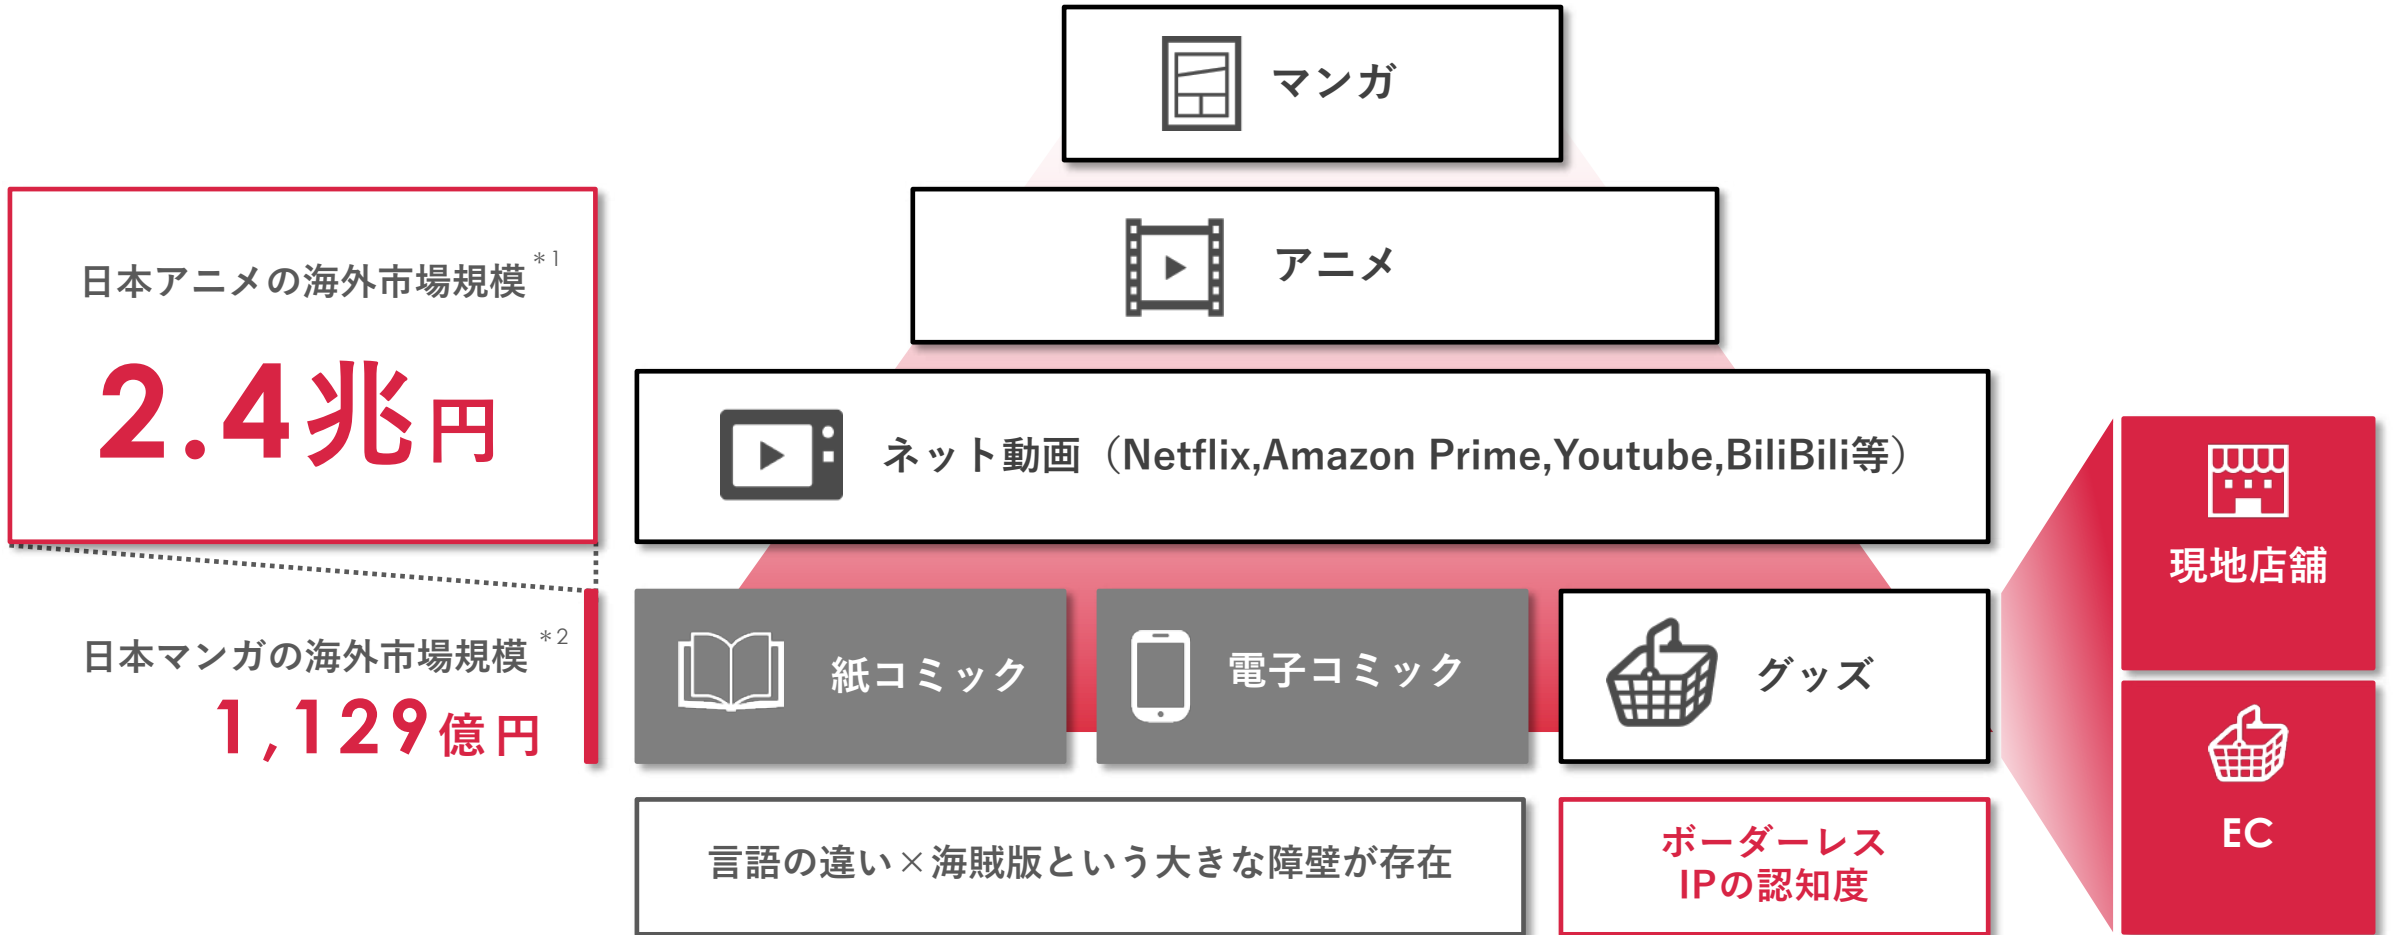 マンガ
アニメ
日本アニメの海外市場規模 *1
2.4兆円
ネット動画（Netflix,Amazon Prime,Youtube,BiliBili等）
日本マンガの海外市場規模 *2
1,129億円
紙コミック
電子コミック
グッズ
現地店舗
EC
言語の違い×海賊版という大きな障壁が存在
ボーダーレス
IPの認知度